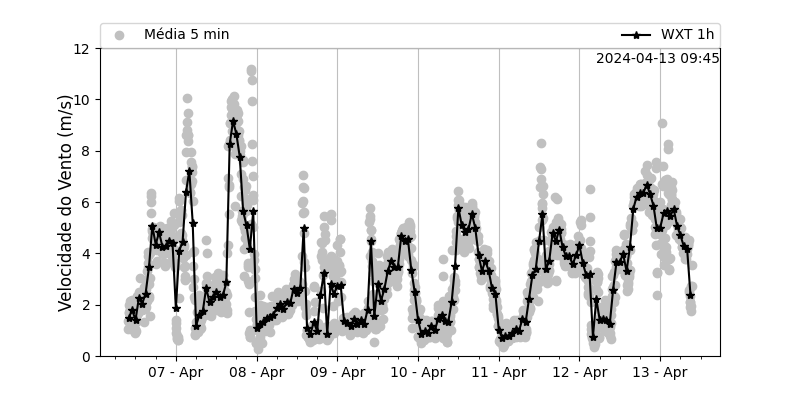 Média 5 min
WXT 1h
2024-04-13 09:45
Velocidade do Vento (m/s)
12
10
8
6
4
2
0
07 - Apr
08 - Apr
09 - Apr
10 - Apr
11 - Apr
12 - Apr
13 - Apr